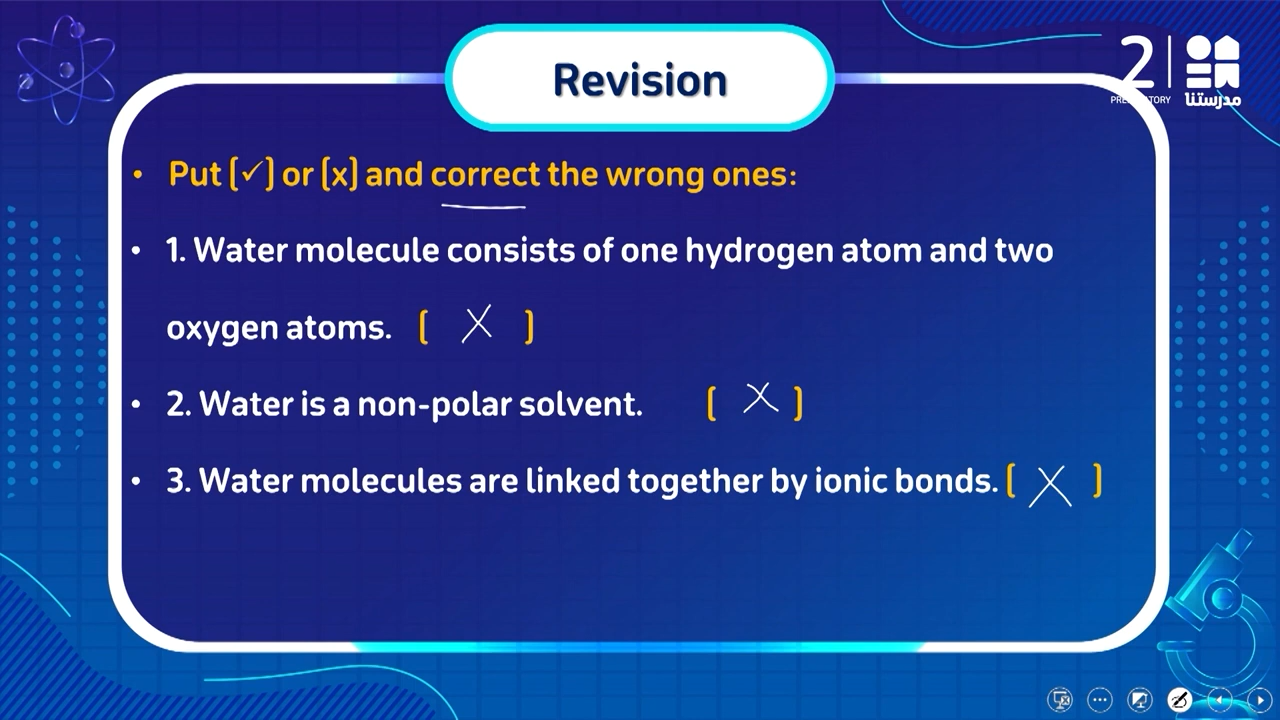 Revision
2
PREPARATORY
مدرستنا
• Put (✓) or (x) and correct the wrong ones:
• 1. Water molecule consists of one hydrogen atom and two
oxygen atoms. ( X )
• 2. Water is a non-polar solvent. ( X )
• 3. Water molecules are linked together by ionic bonds. ( X )